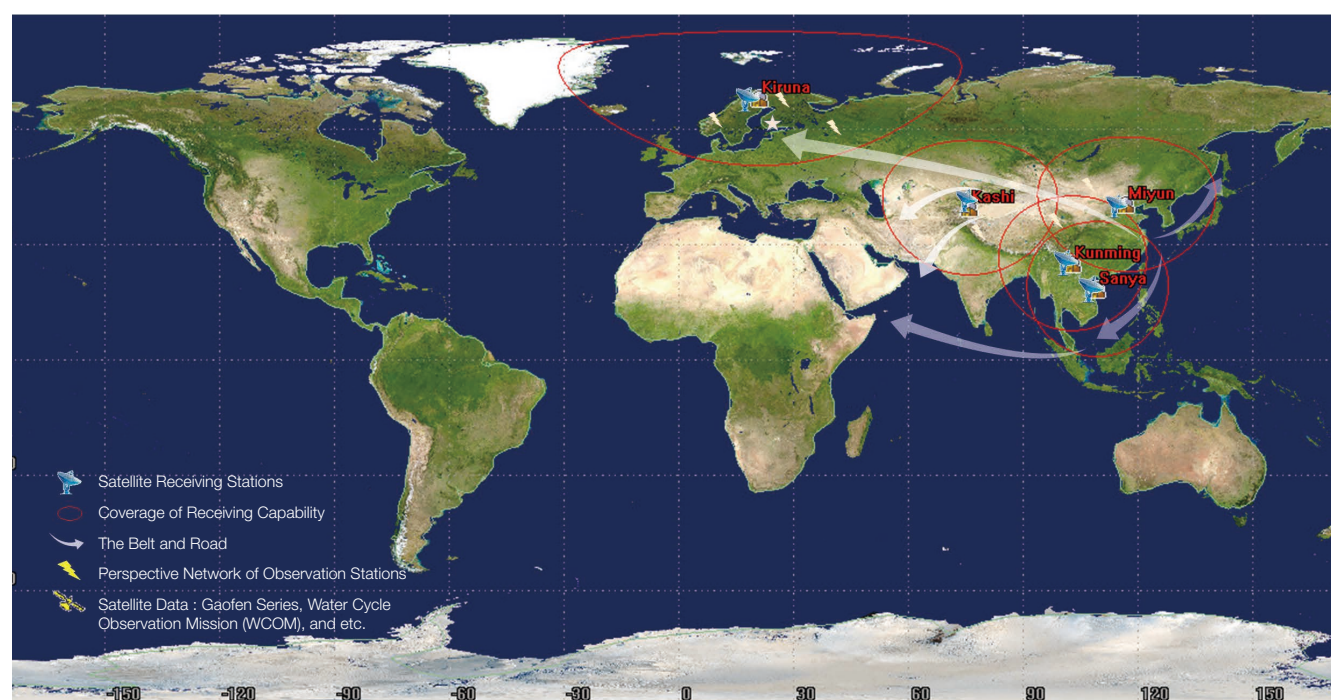 Kiruna
Kashi
Miyun
Kunming
Sanya
Satellite Receiving Stations
Coverage of Receiving Capability
The Belt and Road
Perspective Network of Observation Stations
Satellite Data : Gaofen Series, Water Cycle
Observation Mission (WCOM), and etc.
-150 -120 -90 -60 -30 0 30 60 90 120 150